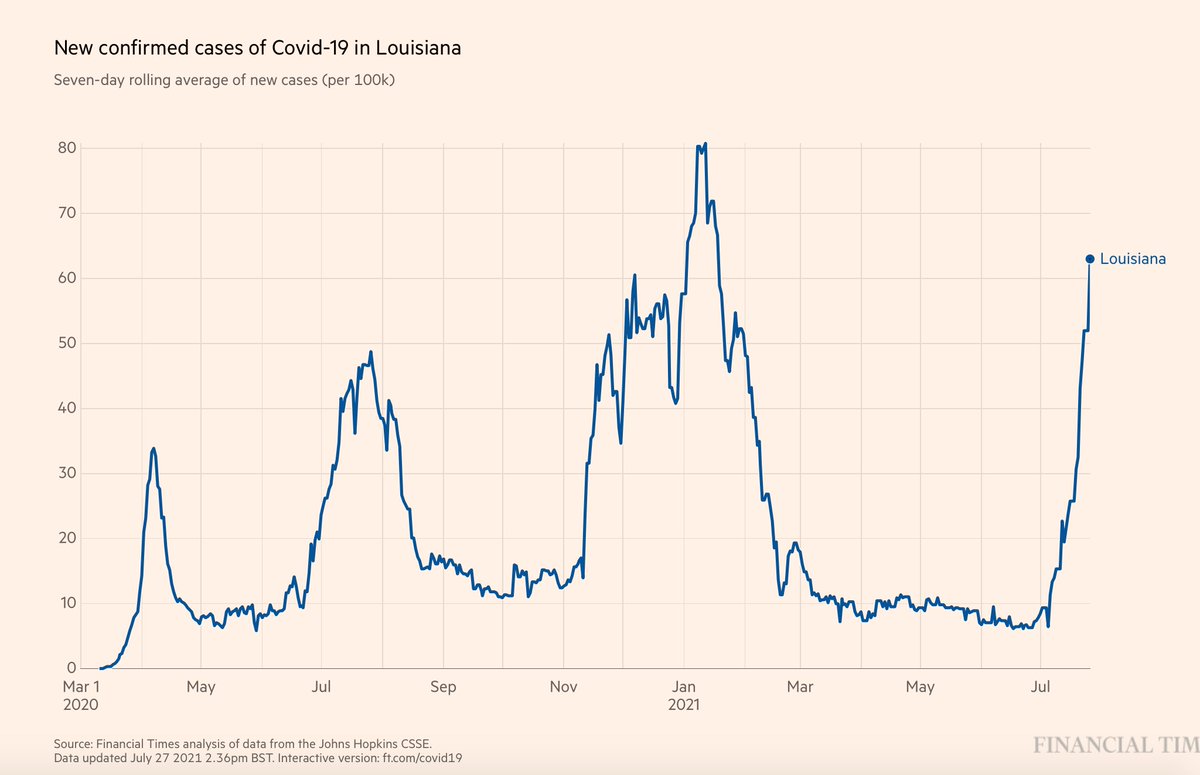 New confirmed cases of Covid-19 in Louisiana
Seven-day rolling average of new cases (per 100k)
80
70
60
Louisiana
50
40
30
20
10
0
Mar 1 May Jul Sep Nov Jan Mar May Jul
2020 2021
Source: Financial Times analysis of data from the Johns Hopkins CSSE.
Data updated July 27 2021 2.36pm BST. Interactive version: ft.com/covid19
FINANCIAL TIM